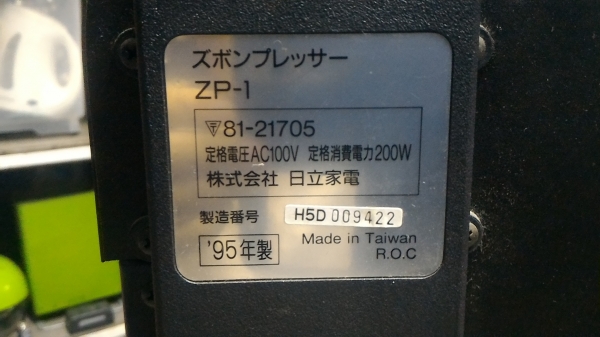 ズボンプレッサー
ZP-1
〒81-21705
定格電圧AC100V 定格消費電力200W
株式会社 日立家電
製造番号 H5D 009422
'95年製 Made in Taiwan
R.O.C